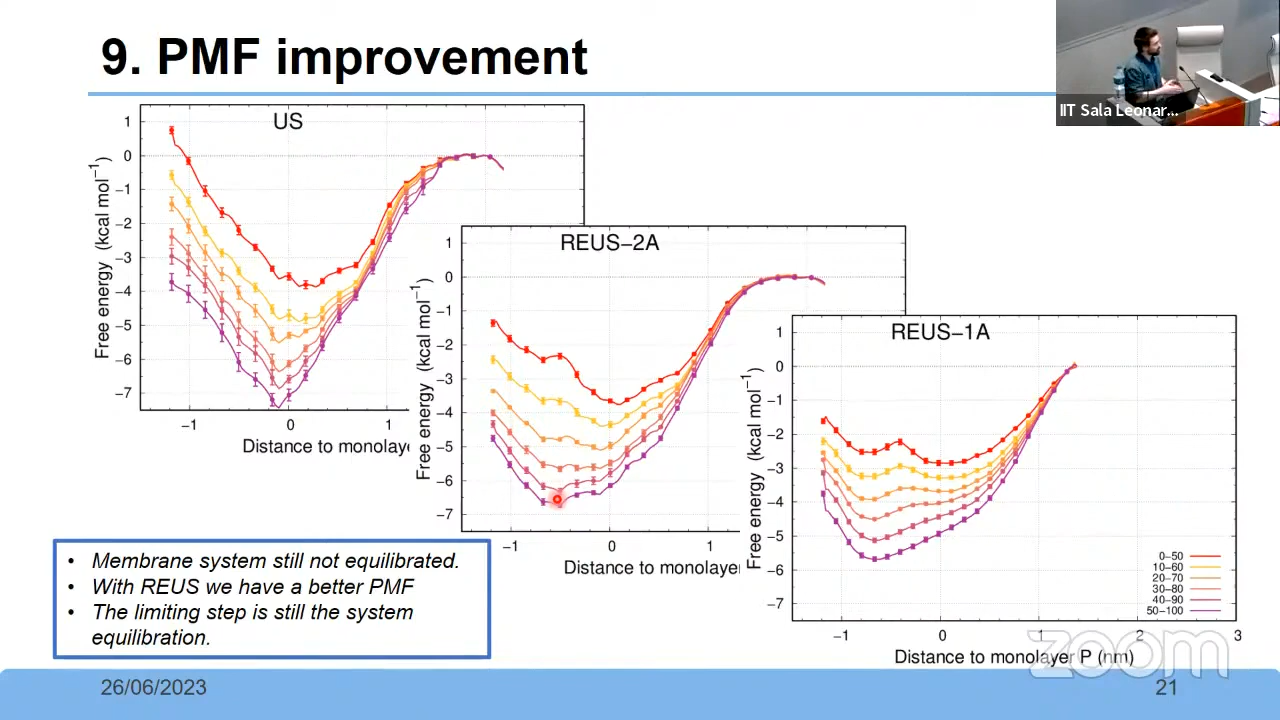 9. PMF improvement
IIT Sala Leonar...
US
1
0
−1
−2
−3
−4
−5
−6
−7
Free energy (kcal mol−1)
−1
0
Distance to monolaye
REUS−2A
1
0
−1
−2
−3
−4
−5
−6
−7
Free energy (kcal mol−1)
−1
0
1
Distance to monolaye
REUS−1A
1
0
−1
−2
−3
−4
−5
−6
−7
Free energy (kcal mol−1)
0−50
10−60
20−70
30−80
40−90
50−100
−1
0
1
2
3
Distance to monolayer P (nm)
• Membrane system still not equilibrated.
• With REUS we have a better PMF
• The limiting step is still the system
equilibration.
zoom
26/06/2023
21